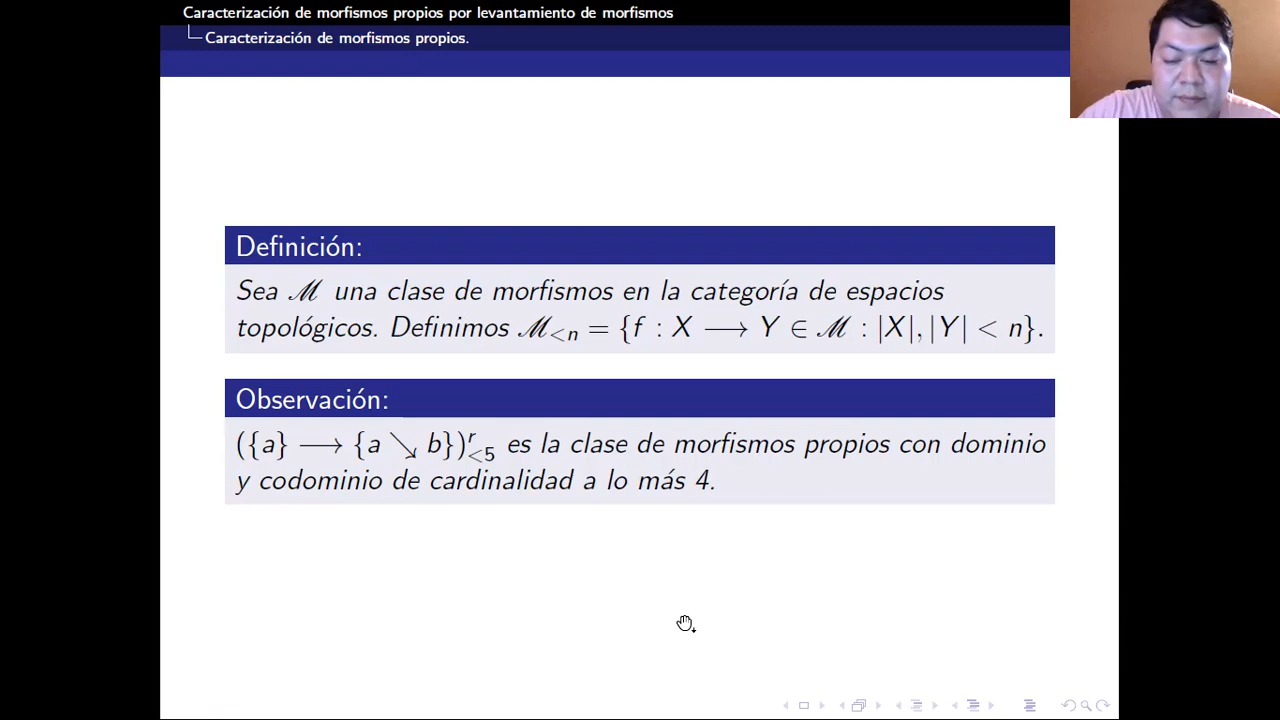 Caracterización de morfismos propios por levantamiento de morfismos
Caracterización de morfismos propios.
Definición:
Sea ℳ una clase de morfismos en la categoría de espacios
topológicos. Definimos ℳ_{<n} = {f : X ⟶ Y ∈ ℳ : |X|, |Y| < n}.
Observación:
({a} ⟶ {a ↘ b})^r_{<5} es la clase de morfismos propios con dominio
y codominio de cardinalidad a lo más 4.